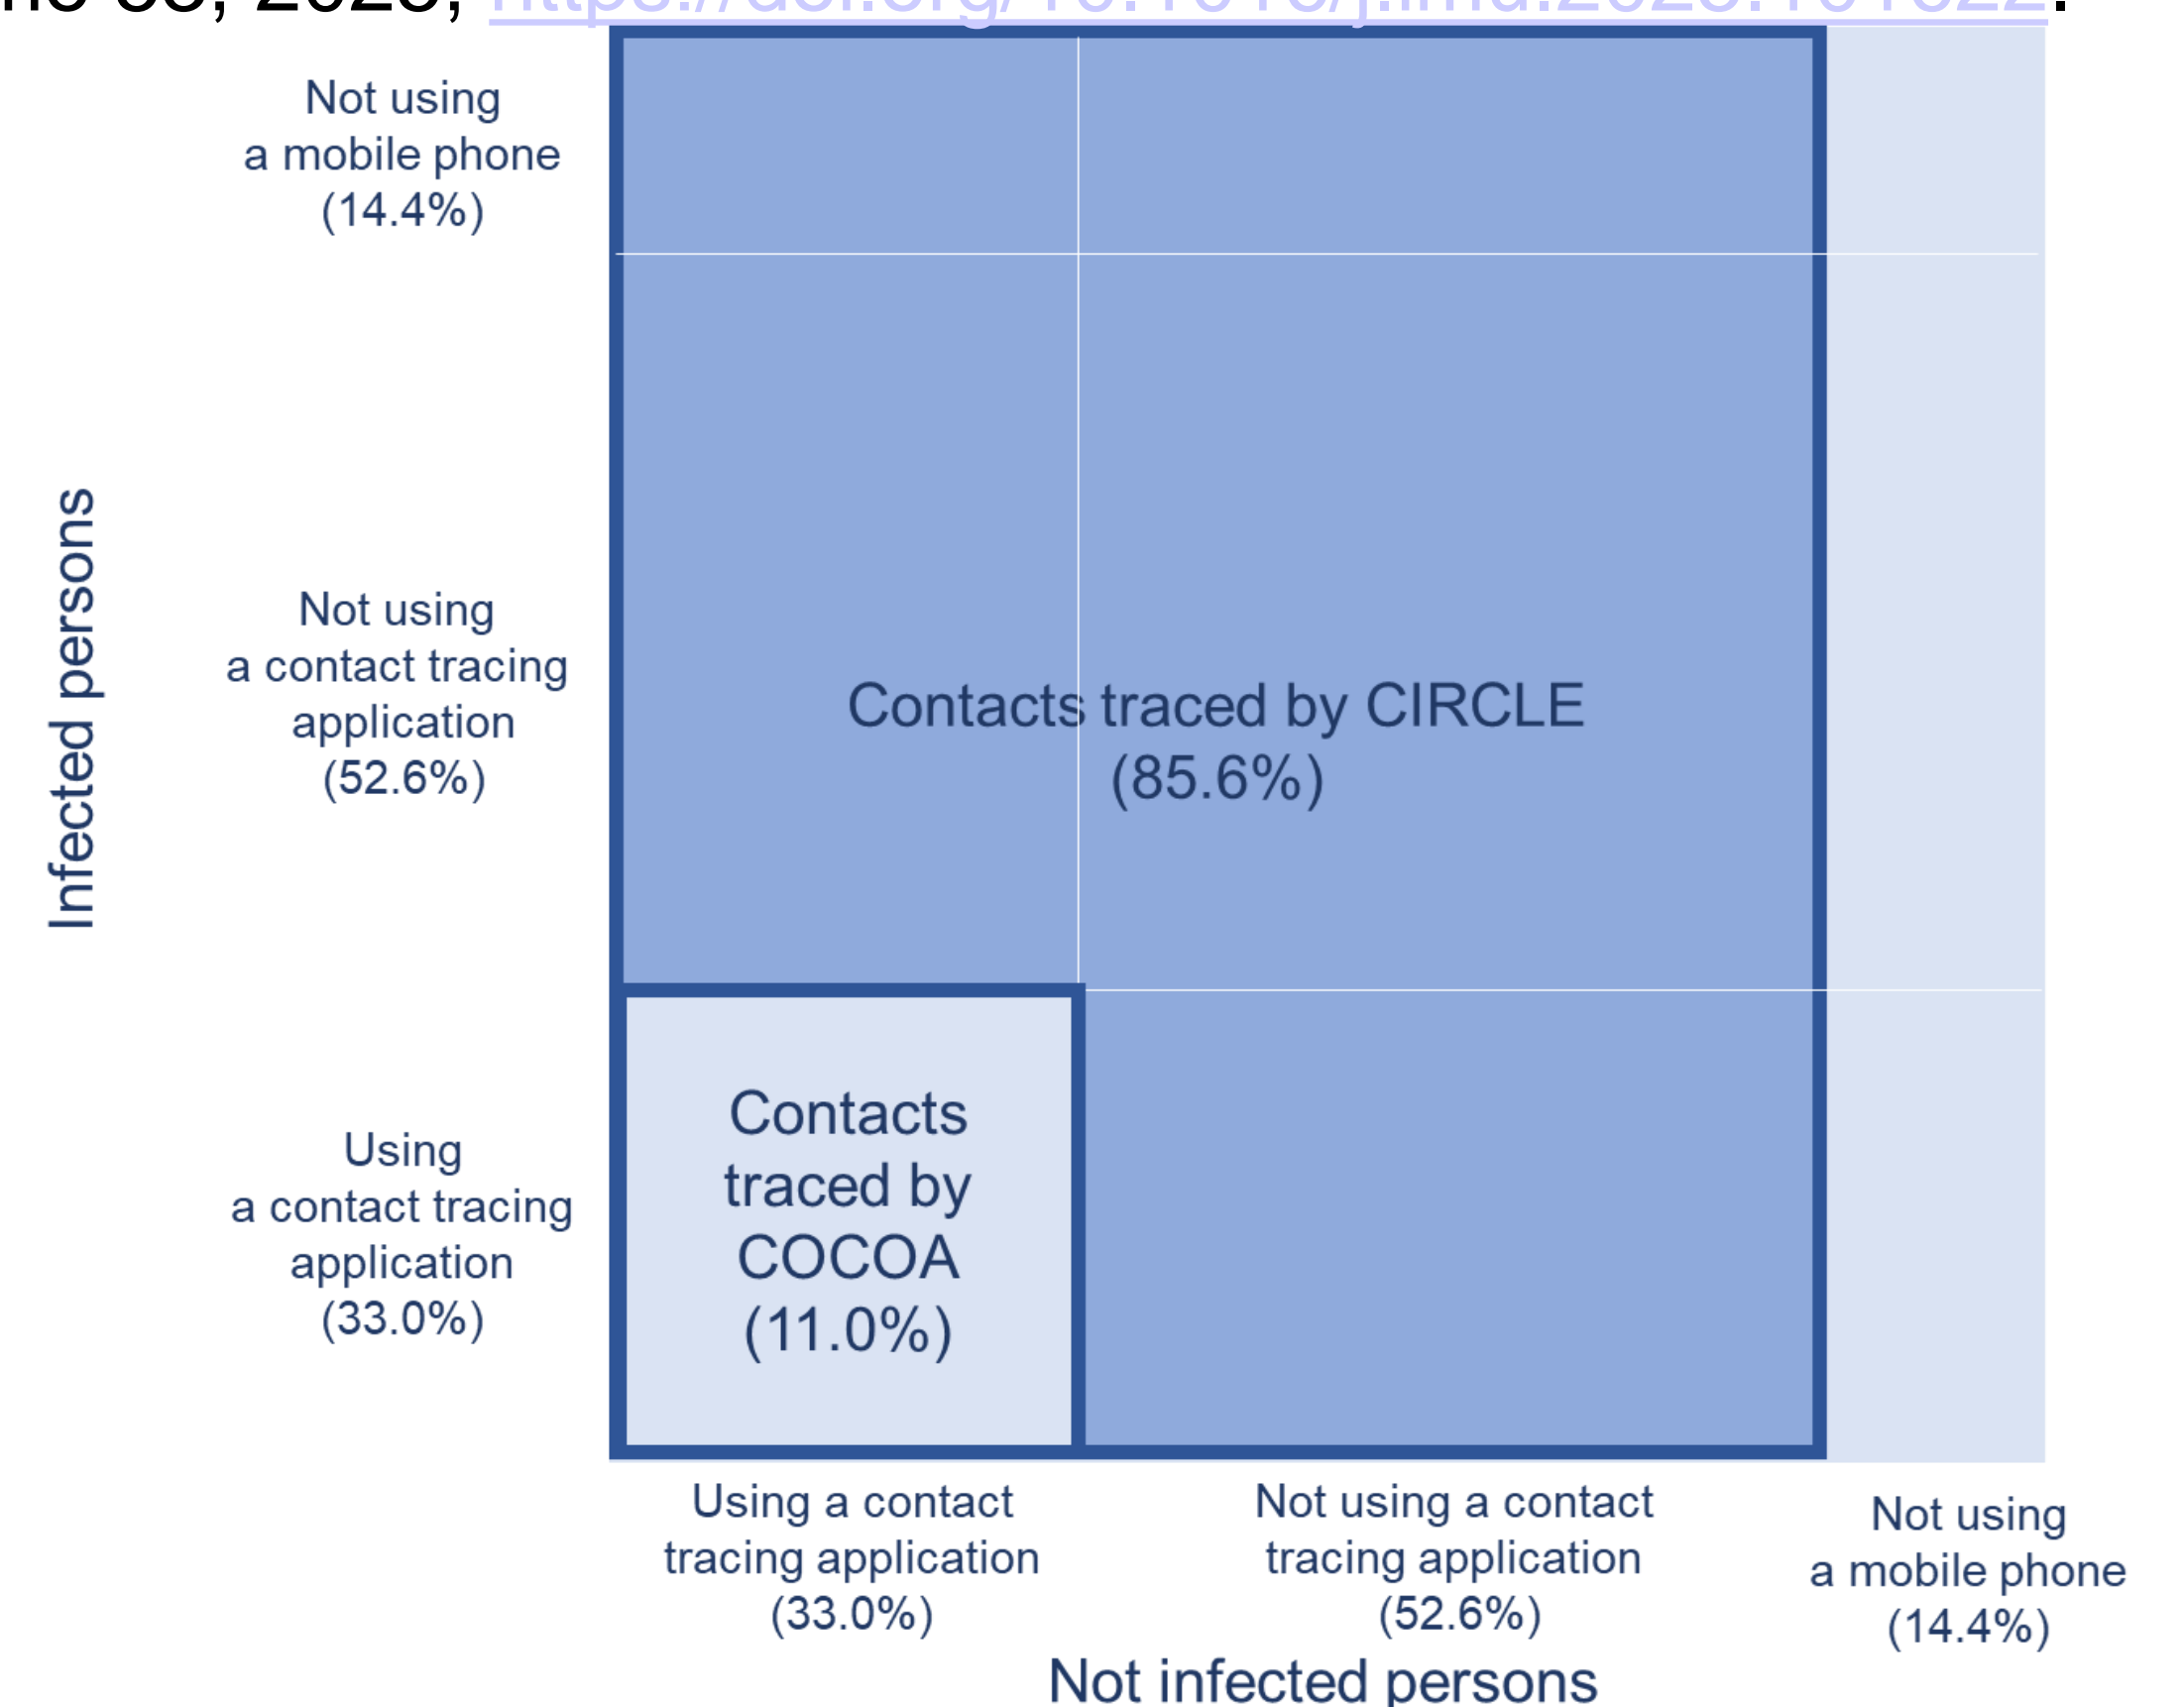 Not using
a mobile phone
(14.4%)
Infected persons
Not using
a contact tracing
application
(52.6%)
Contacts traced by CIRCLE
(85.6%)
Using
a contact tracing
application
(33.0%)
Contacts
traced by
COCOA
(11.0%)
Using a contact
tracing application
(33.0%)
Not using a contact
tracing application
(52.6%)
Not using
a mobile phone
(14.4%)
Not infected persons